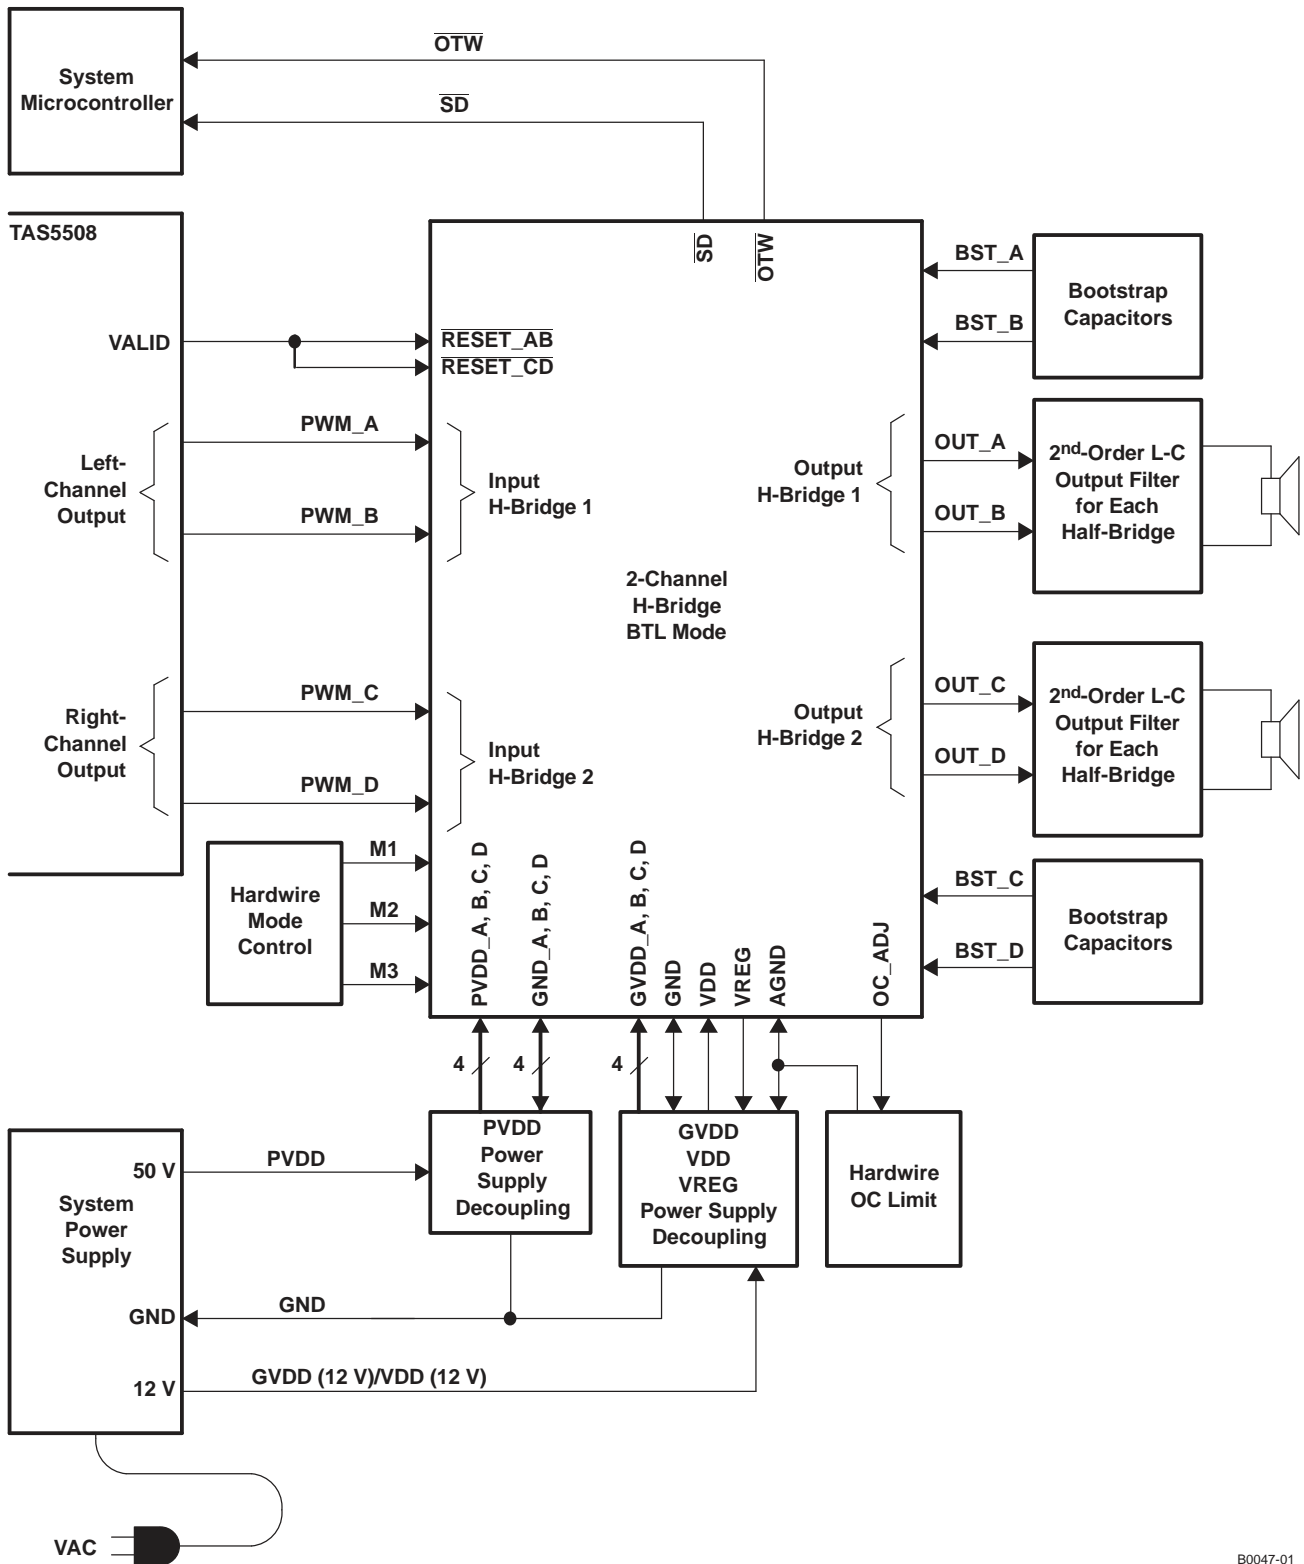 OTW
System
Microcontroller
SD
TAS5508
SD
OTW
BST_A
Bootstrap
Capacitors
BST_B
VALID
RESET_AB
RESET_CD
PWM_A
Left-
Channel
Output
Input
H-Bridge 1
PWM_B
Output
H-Bridge 1
OUT_A
OUT_B
2nd-Order L-C
Output Filter
for Each
Half-Bridge
2-Channel
H-Bridge
BTL Mode
PWM_C
Right-
Channel
Output
Input
H-Bridge 2
PWM_D
Output
H-Bridge 2
OUT_C
OUT_D
2nd-Order L-C
Output Filter
for Each
Half-Bridge
M1
Hardwire
Mode
Control
M2
M3
PVDD_A, B, C, D
GND_A, B, C, D
GVDD_A, B, C, D
GND
VDD
VREG
AGND
OC_ADJ
BST_C
Bootstrap
Capacitors
BST_D
4
4
4
PVDD
Power
Supply
Decoupling
GVDD
VDD
VREG
Power Supply
Decoupling
Hardwire
OC Limit
50 V
PVDD
System
Power
Supply
GND
GND
12 V
GVDD (12 V)/VDD (12 V)
VAC
B0047-01